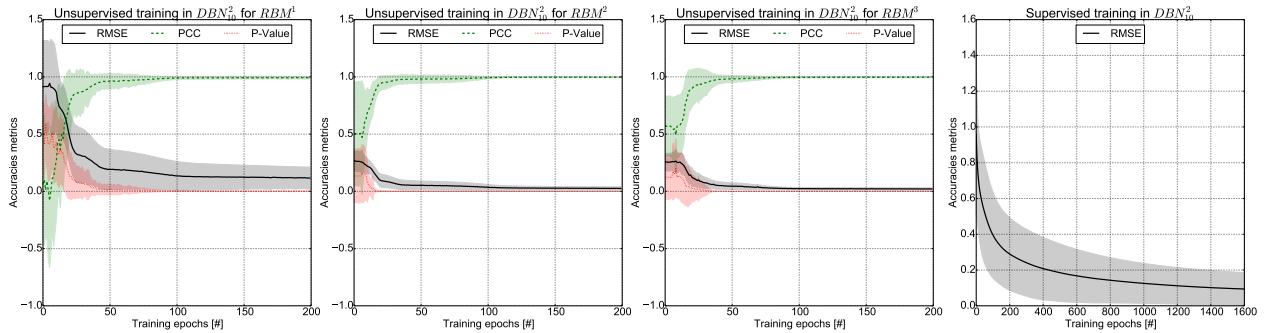 Unsupervised training in DBN²₁₀ for RBM¹
RMSE PCC P-Value
Accuracies metrics
1.5
1.0
0.5
0.0
−0.5
−1.0
0 50 100 150 200
Training epochs [#]
Unsupervised training in DBN²₁₀ for RBM²
RMSE PCC P-Value
Accuracies metrics
1.5
1.0
0.5
0.0
−0.5
−1.0
0 50 100 150 200
Training epochs [#]
Unsupervised training in DBN²₁₀ for RBM³
RMSE PCC P-Value
Accuracies metrics
1.5
1.0
0.5
0.0
−0.5
−1.0
0 50 100 150 200
Training epochs [#]
Supervised training in DBN²₁₀
RMSE
Accuracies metrics
1.6
1.4
1.2
1.0
0.8
0.6
0.4
0.2
0.0
0 200 400 600 800 1000 1200 1400 1600
Training epochs [#]